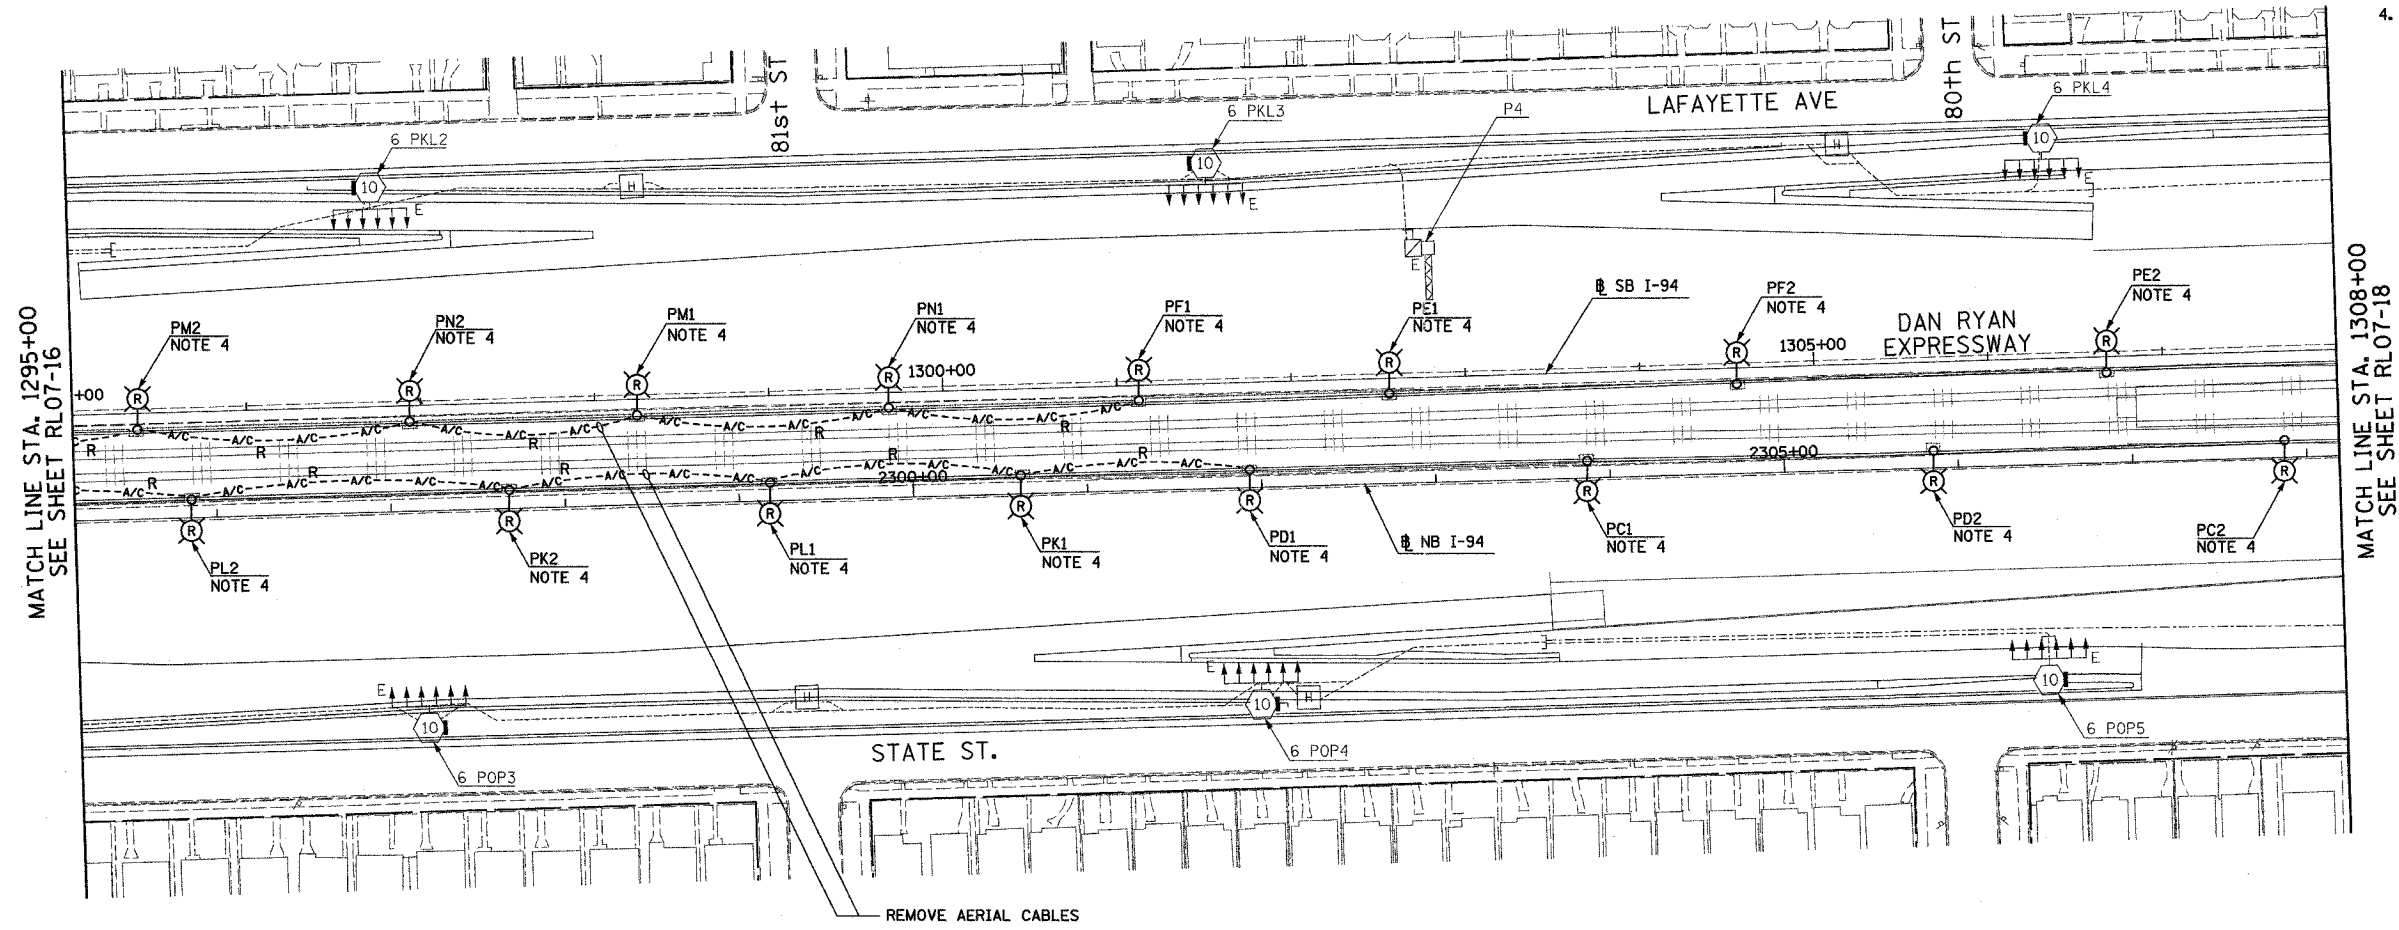 4.
81st ST
80th ST
LAFAYETTE AVE
6 PKL2
6 PKL3
P4
6 PKL4
10
H
10
H
10
E
E
E
E
MATCH LINE STA. 1295+00
SEE SHEET RL07-16
MATCH LINE STA. 1308+00
SEE SHEET RL07-18
PM2
NOTE 4
PN2
NOTE 4
PM1
NOTE 4
PN1
NOTE 4
PF1
NOTE 4
PE1
NOTE 4
℄ SB I-94
PF2
NOTE 4
DAN RYAN
EXPRESSWAY
PE2
NOTE 4
R
R
R
R
R
R
R
R
+00
1300+00
1305+00
A/C A/C A/C A/C A/C A/C A/C A/C A/C A/C A/C A/C A/C A/C
R
R
R
R
R
A/C A/C A/C A/C A/C A/C A/C A/C A/C A/C A/C A/C A/C A/C
R
R
R
R
R
2300+00
2305+00
R
R
R
R
R
R
R
R
PL2
NOTE 4
PK2
NOTE 4
PL1
NOTE 4
PK1
NOTE 4
PD1
NOTE 4
℄ NB I-94
PC1
NOTE 4
PD2
NOTE 4
PC2
NOTE 4
E
E
E
10
H
10
H
10
6 POP3
STATE ST.
6 POP4
6 POP5
REMOVE AERIAL CABLES